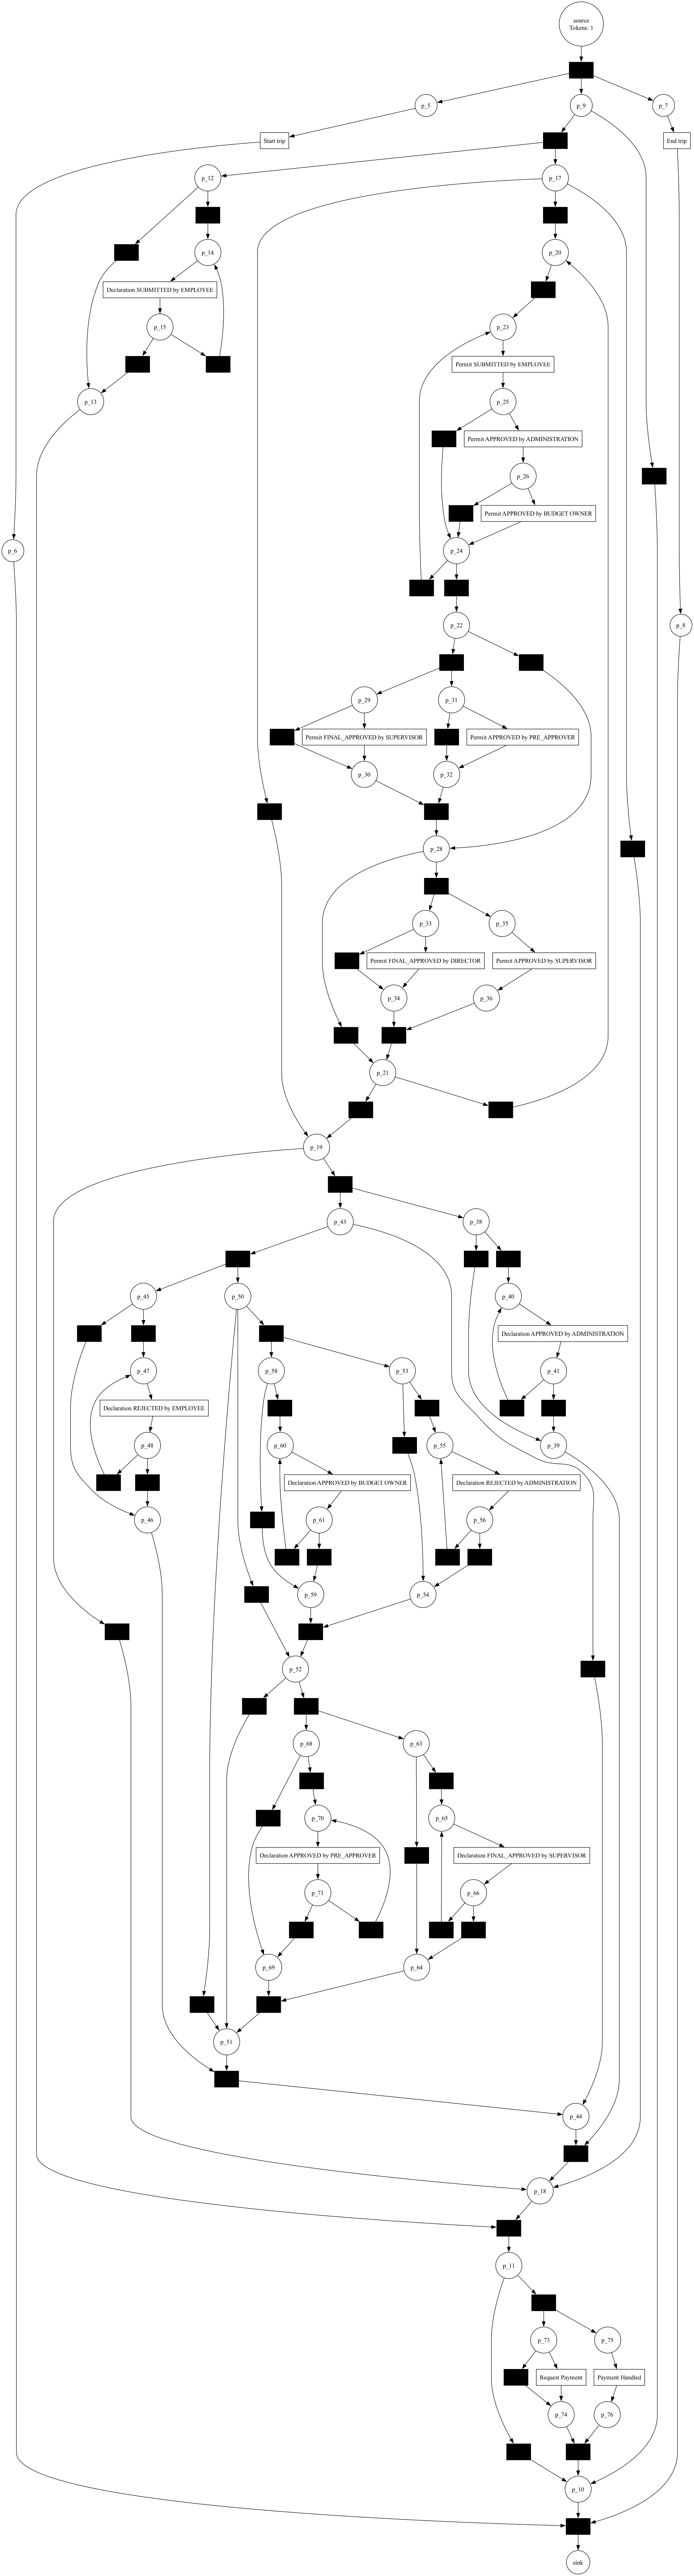 source
Tokens: 1
p_5
p_9
p_7
Start trip
End trip
p_12
p_17
p_14
p_20
Declaration SUBMITTED by EMPLOYEE
p_15
p_23
Permit SUBMITTED by EMPLOYEE
p_13
p_25
Permit APPROVED by ADMINISTRATION
p_26
Permit APPROVED by BUDGET OWNER
p_6
p_24
p_22
p_8
p_29
p_31
Permit FINAL_APPROVED by SUPERVISOR
Permit APPROVED by PRE_APPROVER
p_30
p_32
p_28
p_33
p_35
Permit FINAL_APPROVED by DIRECTOR
Permit APPROVED by SUPERVISOR
p_34
p_36
p_21
p_19
p_43
p_38
p_45
p_50
p_40
Declaration APPROVED by ADMINISTRATION
p_47
p_58
p_53
p_41
Declaration REJECTED by EMPLOYEE
p_48
p_60
p_55
p_39
Declaration APPROVED by BUDGET OWNER
Declaration REJECTED by ADMINISTRATION
p_46
p_61
p_56
p_59
p_54
p_52
p_68
p_63
p_70
p_65
Declaration APPROVED by PRE_APPROVER
Declaration FINAL_APPROVED by SUPERVISOR
p_71
p_66
p_69
p_64
p_51
p_44
p_18
p_11
p_73
p_75
Request Payment
Payment Handled
p_74
p_76
p_10
sink